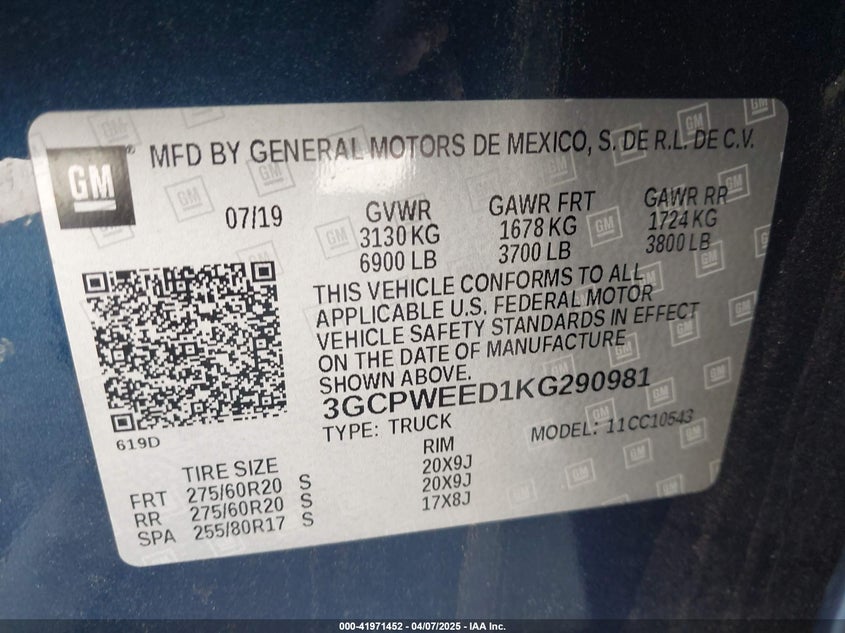 GM
MFD BY GENERAL MOTORS DE MEXICO, S. DE R.L. DE C.V.
07/19
GVWR
3130 KG
6900 LB
GAWR FRT
1678 KG
3700 LB
GAWR RR
1724 KG
3800 LB
THIS VEHICLE CONFORMS TO ALL
APPLICABLE U.S. FEDERAL MOTOR
VEHICLE SAFETY STANDARDS IN EFFECT
ON THE DATE OF MANUFACTURE
SHOWN ABOVE.
3GCPWEED1KG290981
TYPE: TRUCK
MODEL: 11CC10543
619D
TIRE SIZE
RIM
FRT 275/60R20 S 20X9J
RR 275/60R20 S 20X9J
SPA 255/80R17 S 17X8J
000-41971452 - 04/07/2025 - IAA Inc.